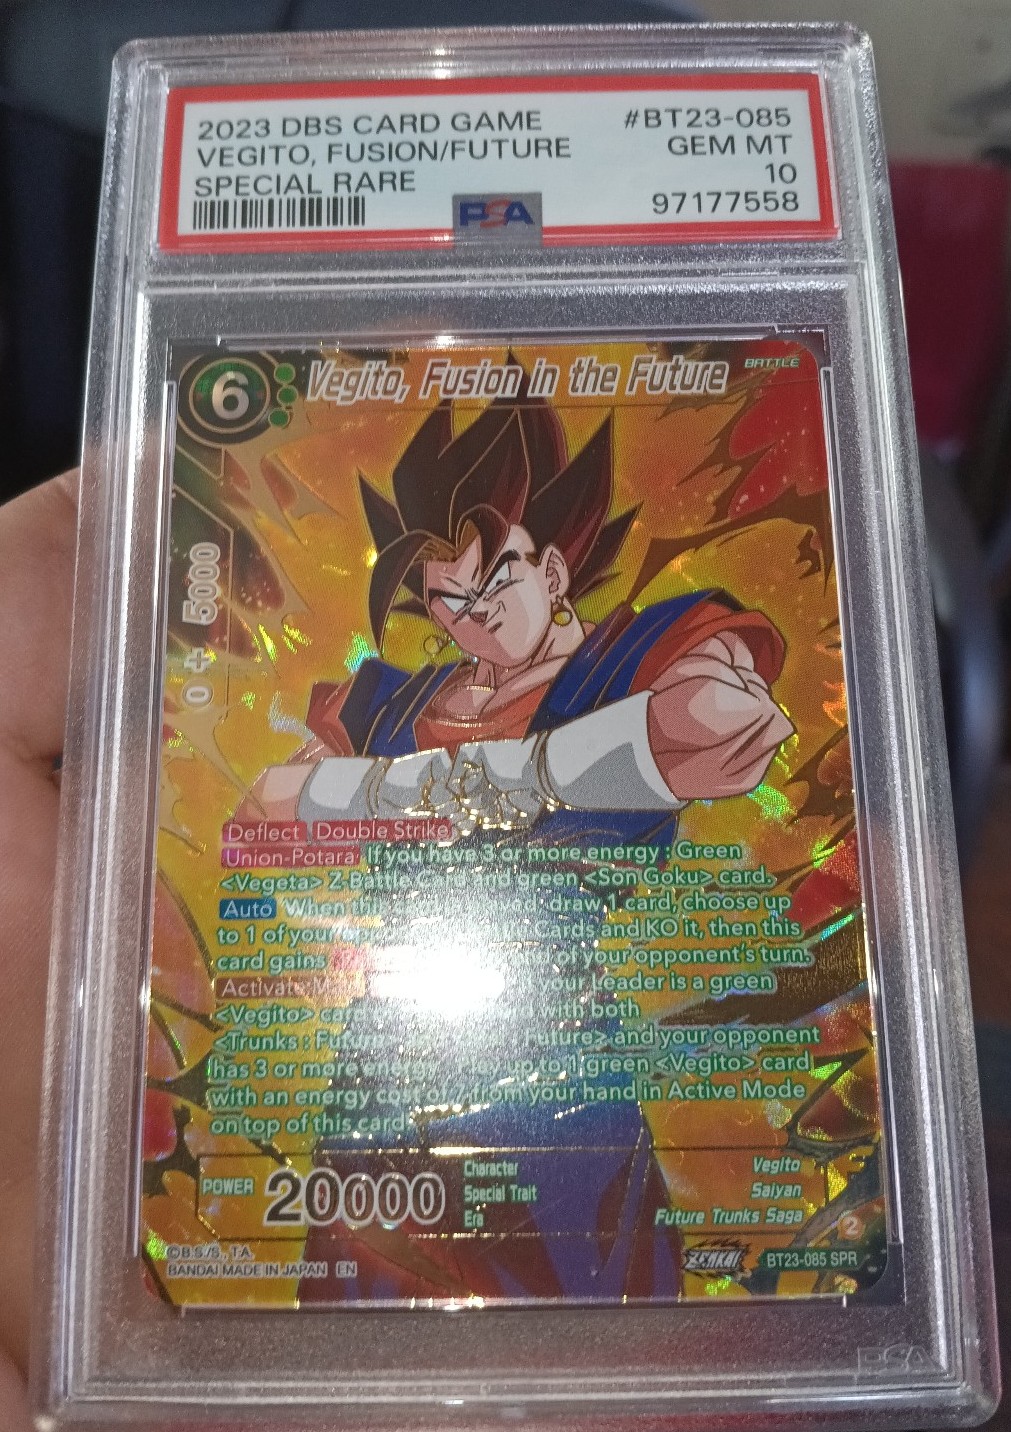 2023 DBS CARD GAME #BT23-085
VEGITO, FUSION/FUTURE GEM MT
SPECIAL RARE 10
PSA 97177558
6 Vegito, Fusion in the Future BATTLE
0 + 5000
Deflect Double Strike
Union-Potara If you have 3 or more energy : Green
<Vegeta> Z-Battle Card and green <Son Goku> card.
Auto When this played, draw 1 card, choose up
to 1 of your Cards and KO it, then this
card gains of your opponent's turn.
Activate your Leader is a green
<Vegito> card with both
<Trunks : Future> and your opponent
has 3 or more energy up to 1 green <Vegito> card
with an energy cost of from your hand in Active Mode
on top of this card.
POWER 20000
Character Vegito
Special Trait Saiyan
Era Future Trunks Saga
2
©B.S./S., T.A. ZENKAI BT23-085 SPR
BANDAI MADE IN JAPAN EN
PSA